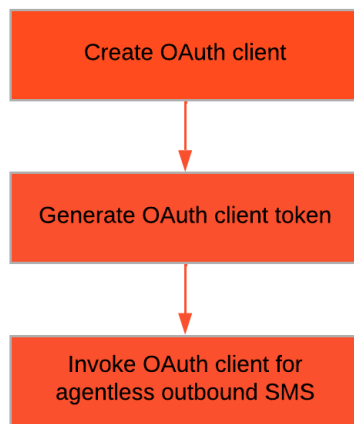 Create OAuth client
Generate OAuth client token
Invoke OAuth client for
agentless outbound SMS